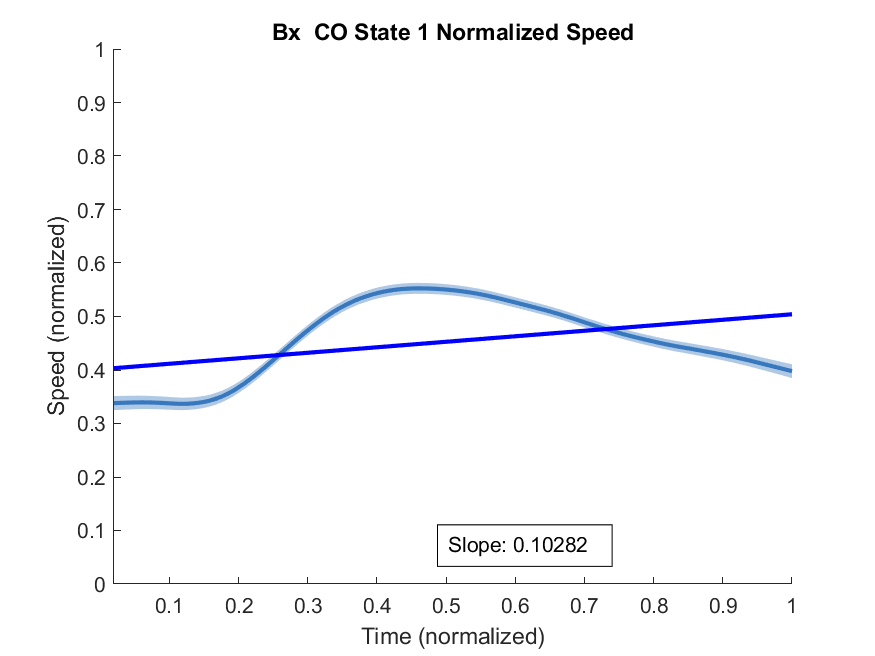 Bx  CO State 1 Normalized Speed
1
0.9
0.8
0.7
0.6
0.5
0.4
0.3
0.2
0.1
0
Speed (normalized)
Slope: 0.10282
0.1 0.2 0.3 0.4 0.5 0.6 0.7 0.8 0.9 1
Time (normalized)